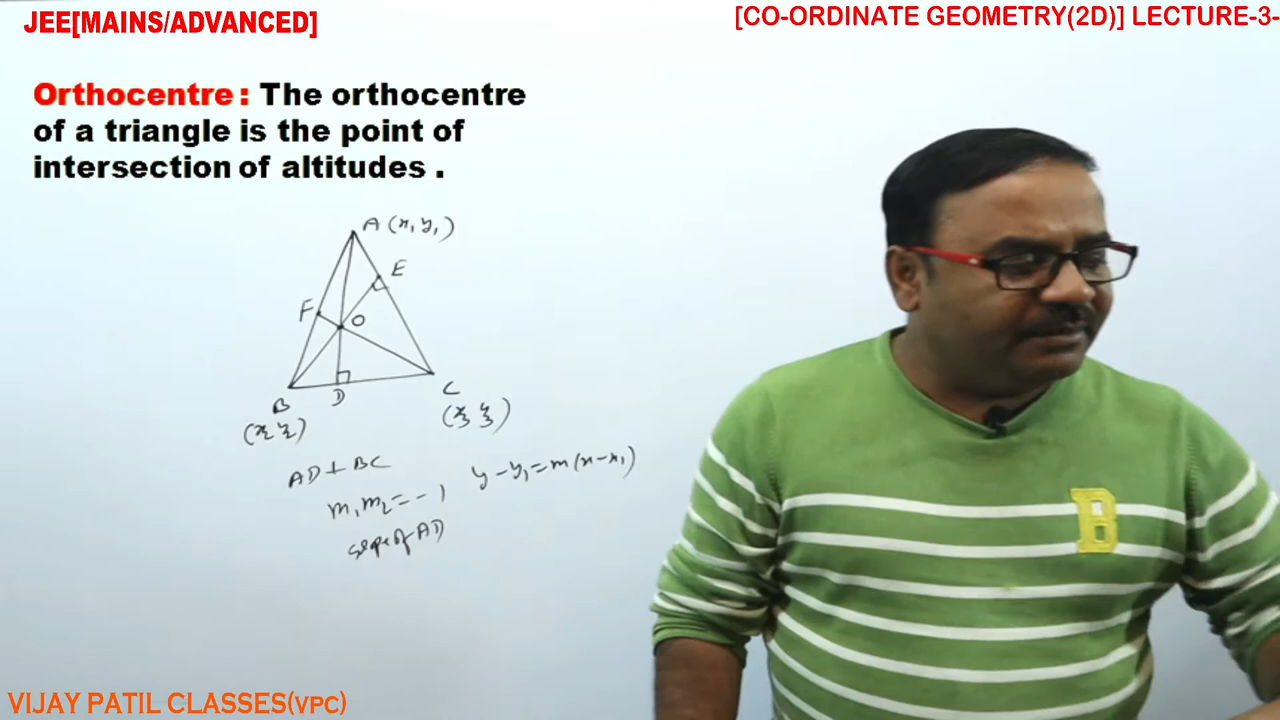 JEE[MAINS/ADVANCED]
[CO-ORDINATE GEOMETRY(2D)] LECTURE-3-
Orthocentre : The orthocentre
of a triangle is the point of
intersection of altitudes .
A (x₁ y₁)
E
F
O
B
D
C
(x₂ y₂)
(x₃ y₃)
AD ⊥ BC
y - y₁ = m (x - x₁)
m₁ m₂ = - 1
slope of AD
B
VIJAY PATIL CLASSES(VPC)